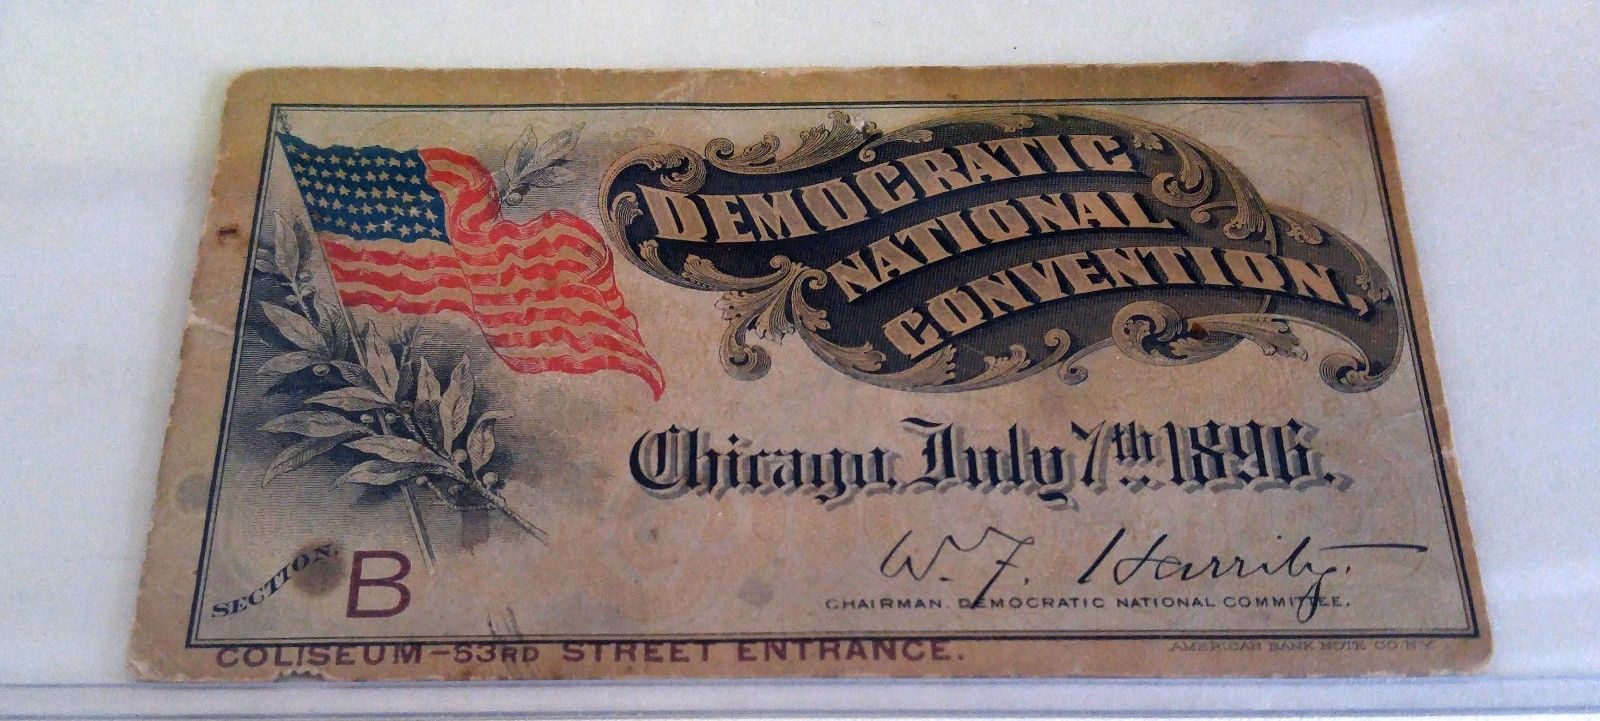 DEMOCRATIC
NATIONAL
CONVENTION,
Chicago, July 7th 1896.
W. F. Harrity.
CHAIRMAN, DEMOCRATIC NATIONAL COMMITTEE.
SECTION. B
COLISEUM-53RD STREET ENTRANCE.
AMERICAN BANK NOTE CO. N.Y.